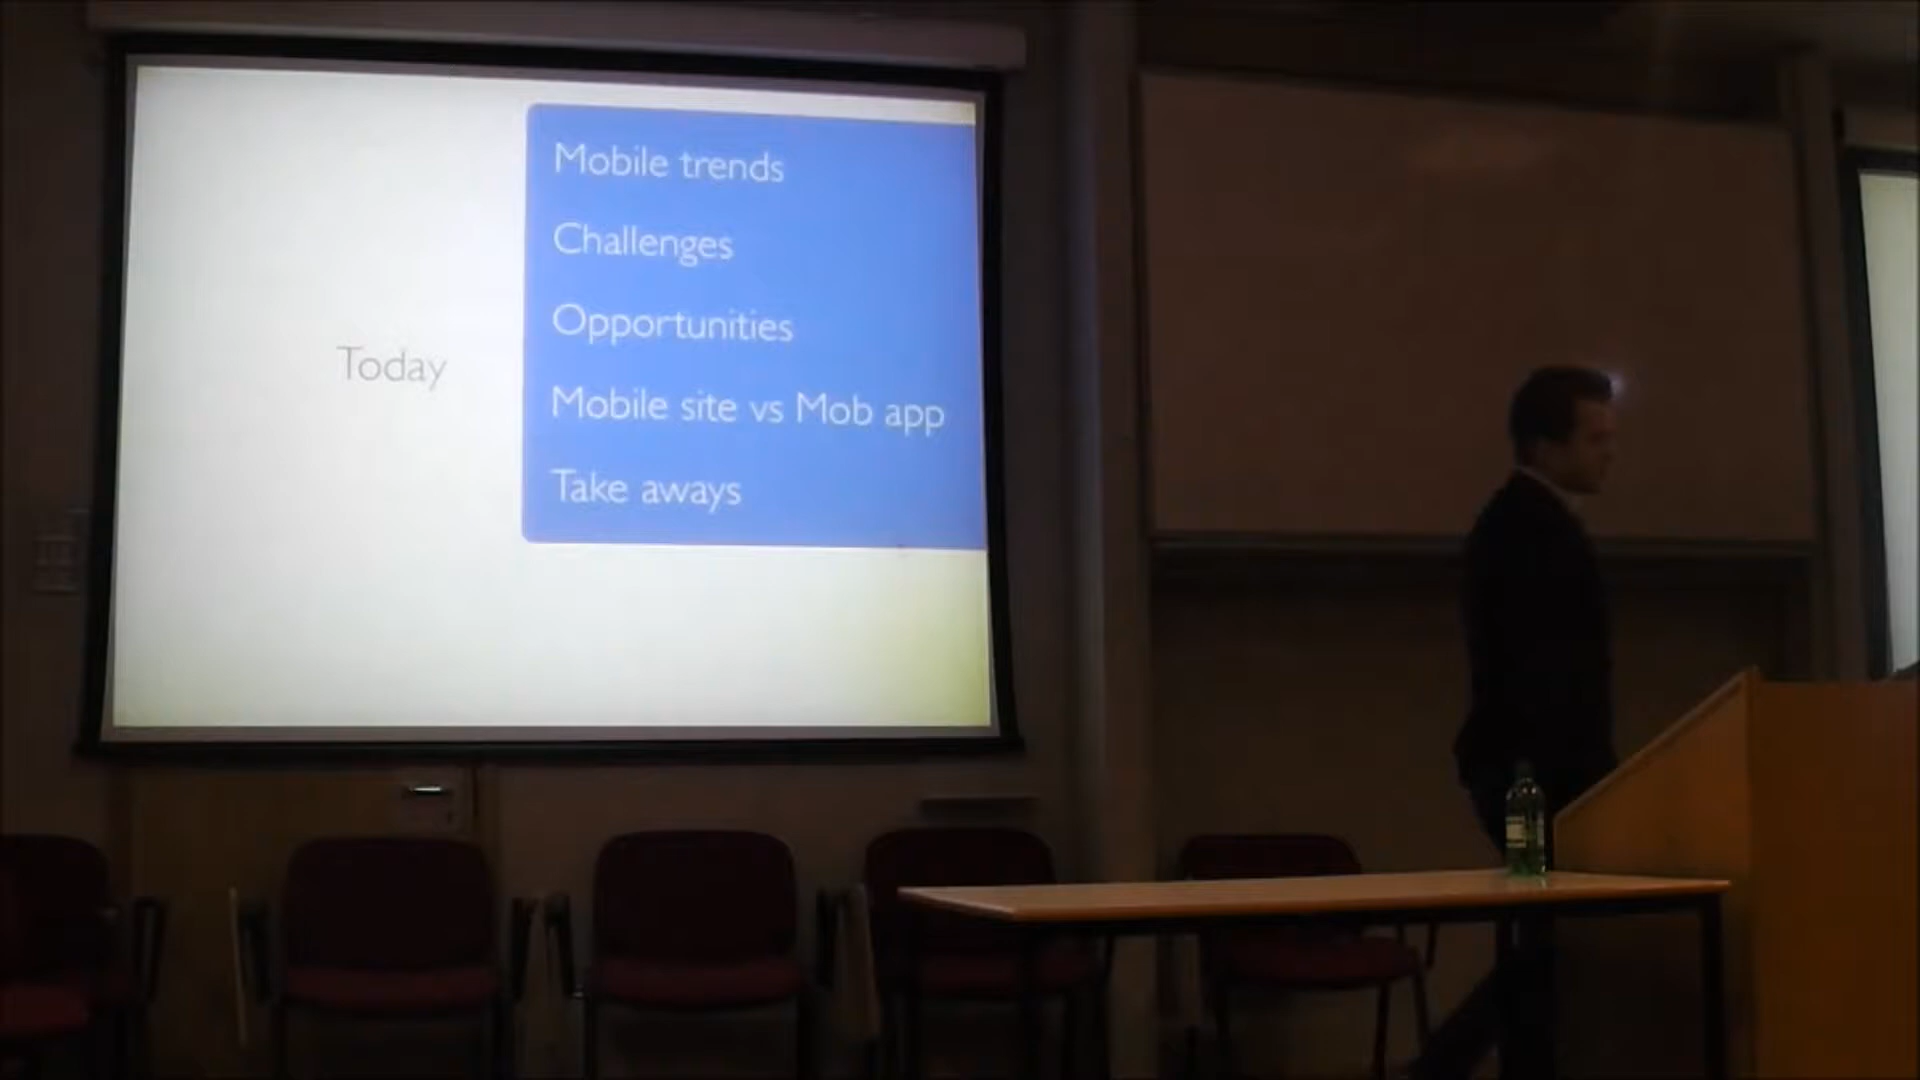 Today
Mobile trends
Challenges
Opportunities
Mobile site vs Mob app
Take aways